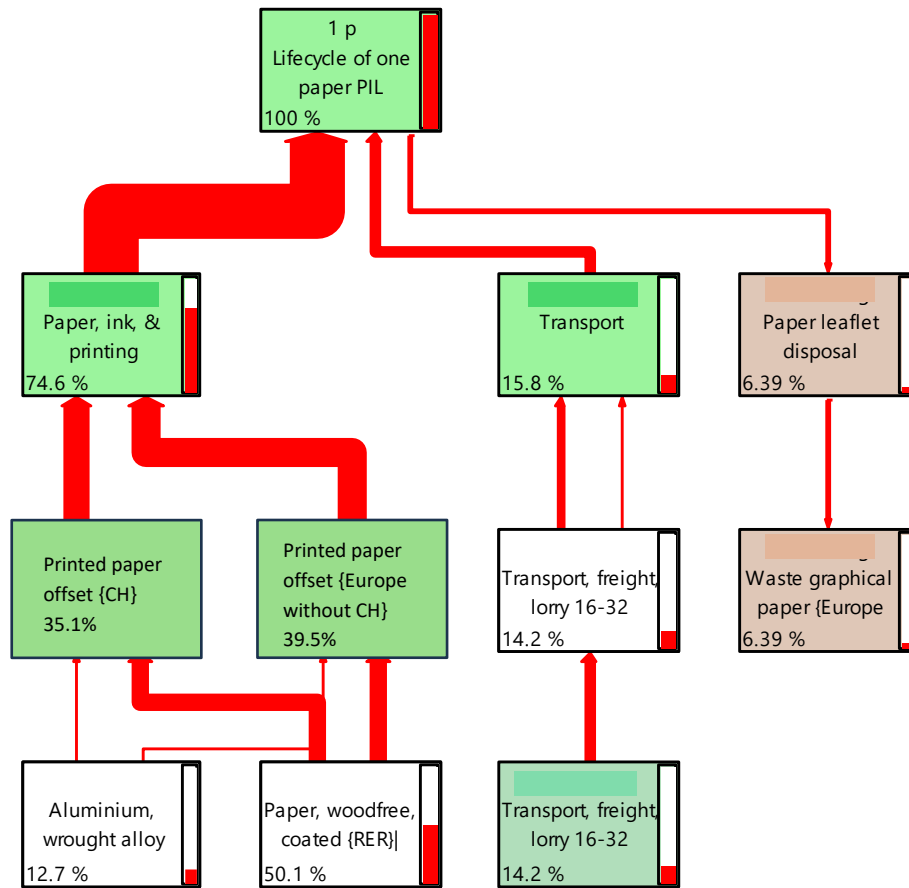 1 p
Lifecycle of one
paper PIL
100 %
Paper, ink, &
printing
74.6 %
Transport
15.8 %
Paper leaflet
disposal
6.39 %
Printed paper
offset {CH}
35.1%
Printed paper
offset {Europe
without CH}
39.5%
Transport, freight,
lorry 16-32
14.2 %
Waste graphical
paper {Europe
6.39 %
Aluminium,
wrought alloy
12.7 %
Paper, woodfree,
coated {RER}|
50.1 %
Transport, freight,
lorry 16-32
14.2 %